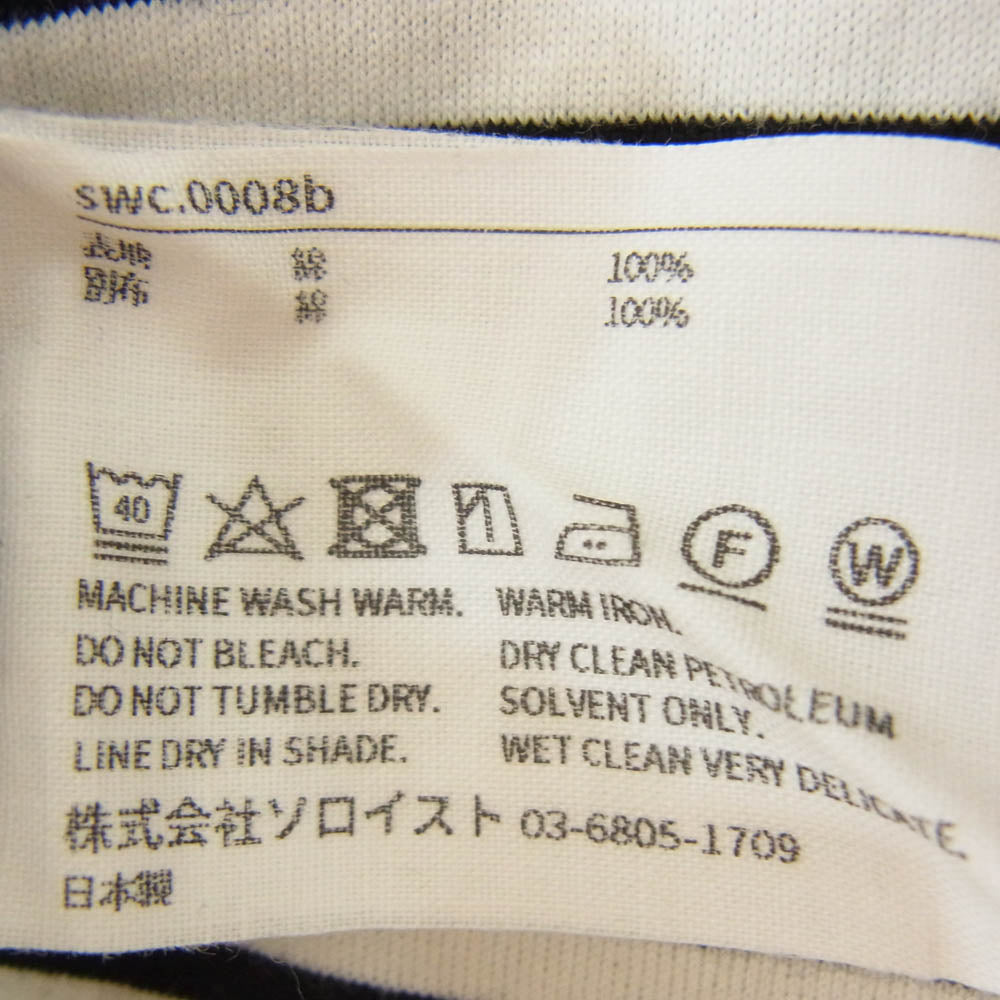 swc.0008b
表地 綿 100%
別布 綿 100%
40
F
W
MACHINE WASH WARM.
DO NOT BLEACH.
DO NOT TUMBLE DRY.
LINE DRY IN SHADE.
WARM IRON.
DRY CLEAN PETROLEUM
SOLVENT ONLY.
WET CLEAN VERY DELICATE.
株式会社ソロイスト 03-6805-1709
日本製